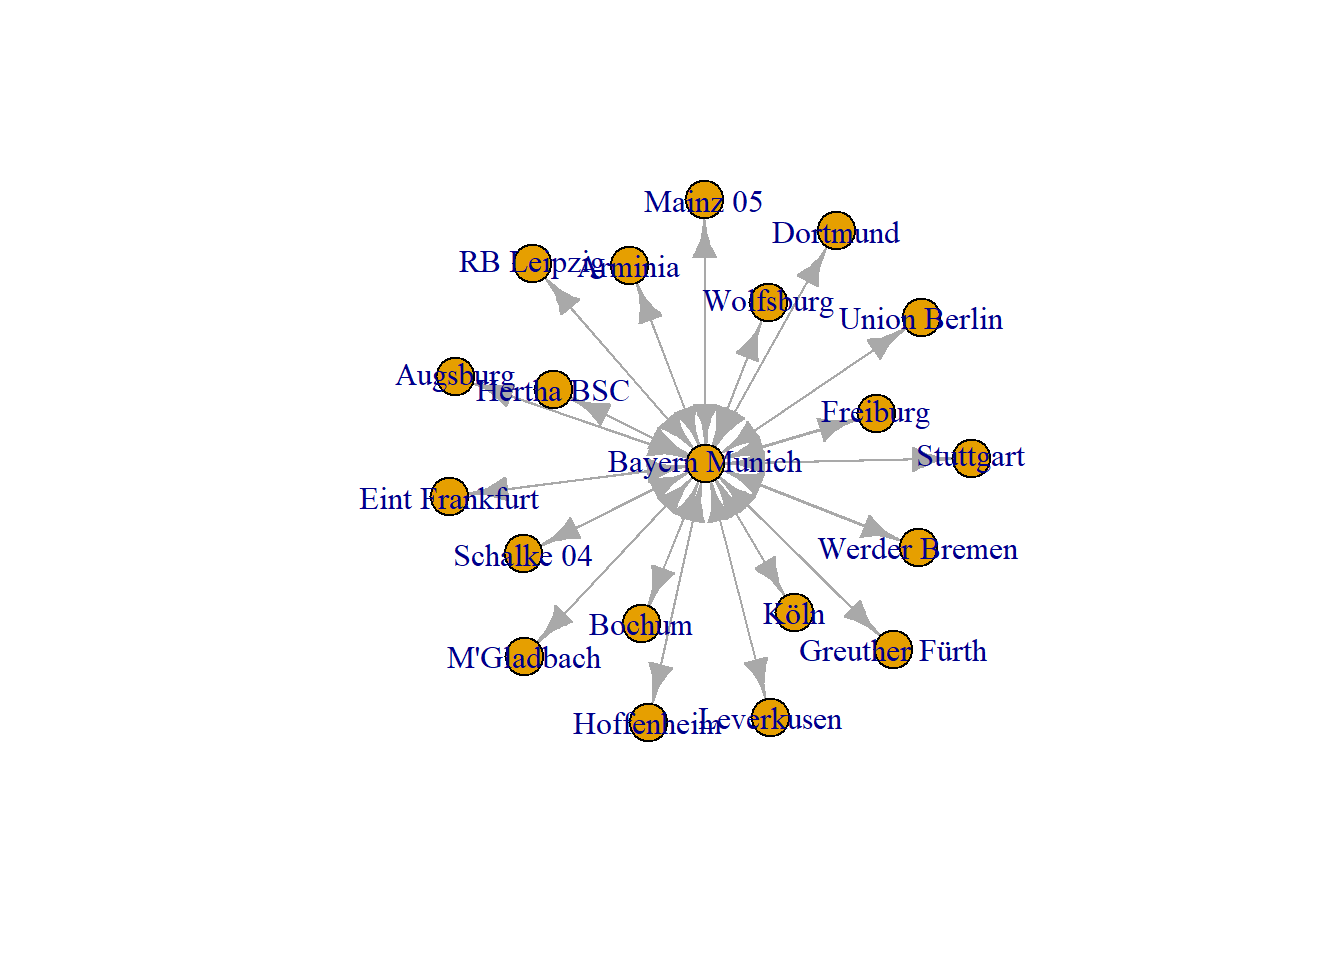 Mainz 05
Dortmund
RB Leipzig
Arminia
Wolfsburg
Union Berlin
Augsburg
Hertha BSC
Freiburg
Stuttgart
Bayern Munich
Eint Frankfurt
Schalke 04
Werder Bremen
Bochum
Köln
M'Gladbach
Greuther Fürth
Hoffenheim
Leverkusen